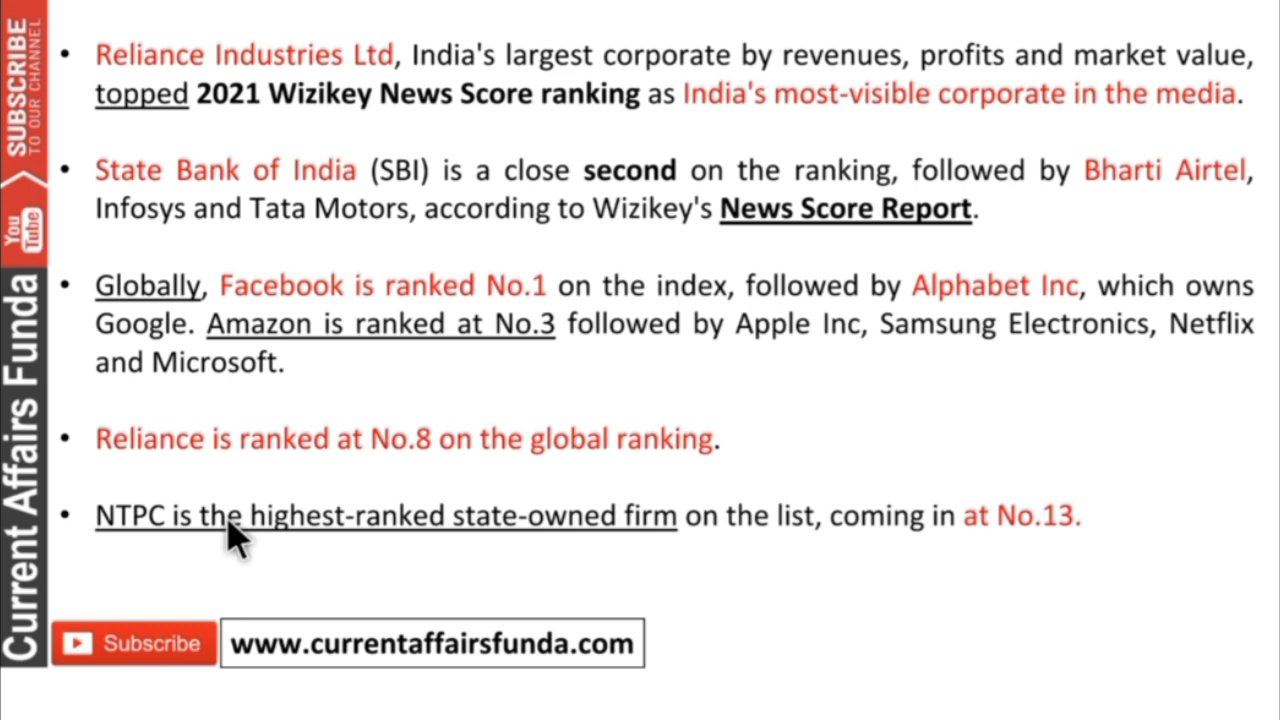 • Reliance Industries Ltd, India's largest corporate by revenues, profits and market value,
topped 2021 Wizikey News Score ranking as India's most-visible corporate in the media.
• State Bank of India (SBI) is a close second on the ranking, followed by Bharti Airtel,
Infosys and Tata Motors, according to Wizikey's News Score Report.
• Globally, Facebook is ranked No.1 on the index, followed by Alphabet Inc, which owns
Google. Amazon is ranked at No.3 followed by Apple Inc, Samsung Electronics, Netflix
and Microsoft.
• Reliance is ranked at No.8 on the global ranking.
• NTPC is the highest-ranked state-owned firm on the list, coming in at No.13.
SUBSCRIBE
TO OUR CHANNEL
You
Tube
Current Affairs Funda
Subscribe
www.currentaffairsfunda.com